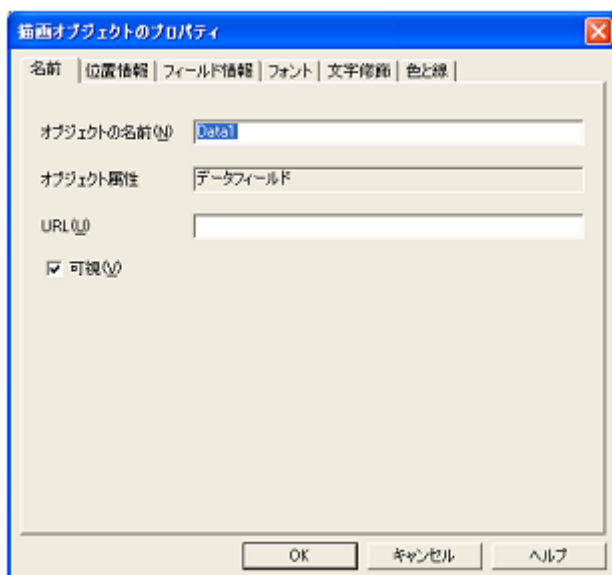 描画オブジェクトのプロパティ
名前 位置情報 フィールド情報 フォント 文字修飾 色と線
オブジェクトの名前(N) Data1
オブジェクト属性 データフィールド
URL(U)
可視(V)
OK キャンセル ヘルプ